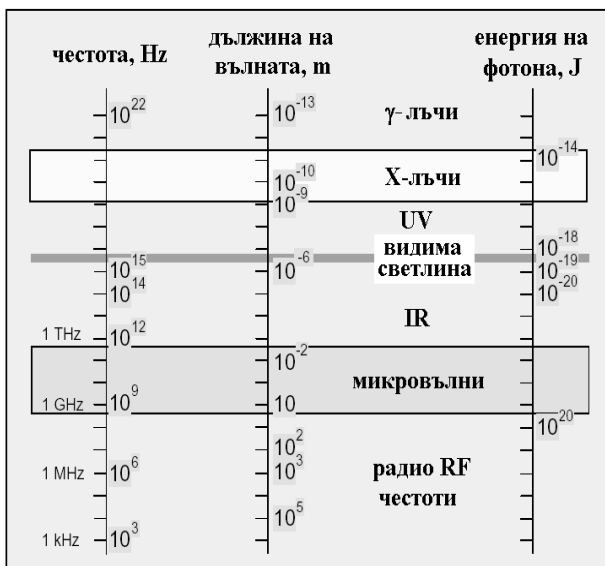 честота, Hz
дължина на
вълната, m
енергия на
фотона, J
10^22
10^-13
γ- лъчи
10^-14
10^-10
X-лъчи
10^-9
UV
видима
светлина
10^-18
10^15
10^-6
10^-19
10^14
10^-20
IR
1 THz
10^12
10^-2
микровълни
1 GHz
10^9
10
10^20
10^2
1 MHz
10^6
10^3
радио RF
честоти
10^5
1 kHz
10^3